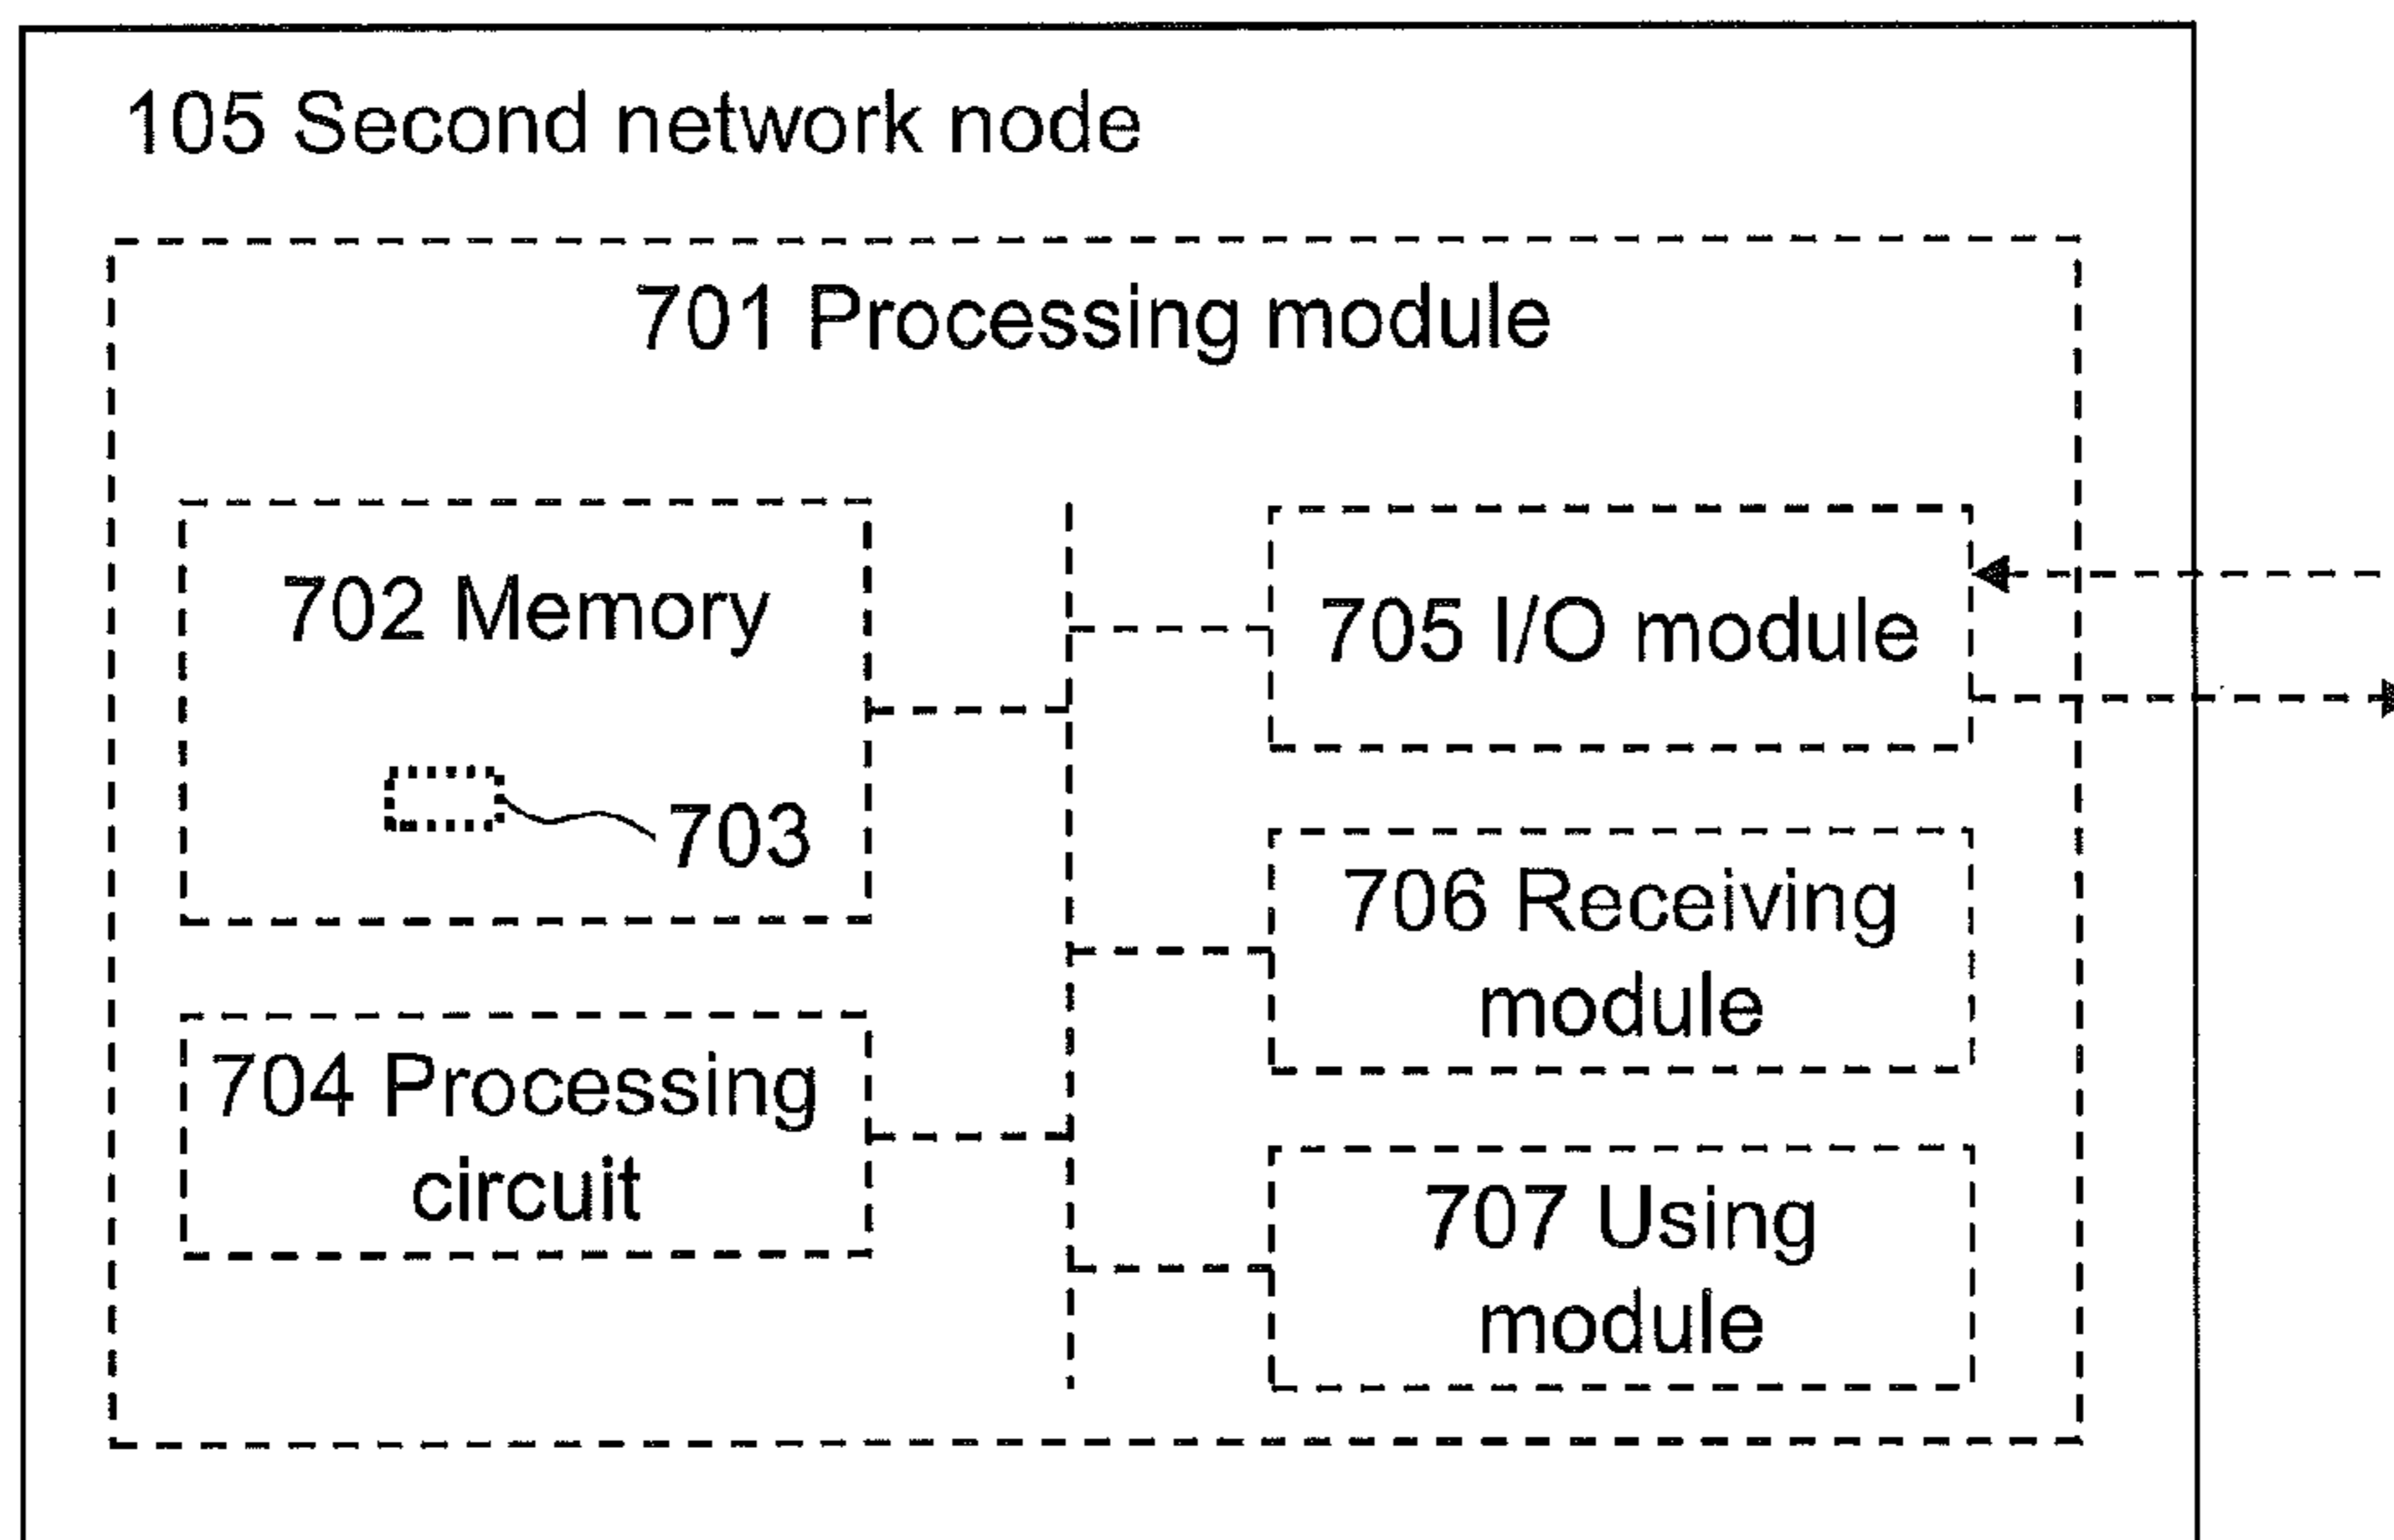 105 Second network node
701 Processing module
702 Memory
703
704 Processing
circuit
705 I/O module
706 Receiving
module
707 Using
module